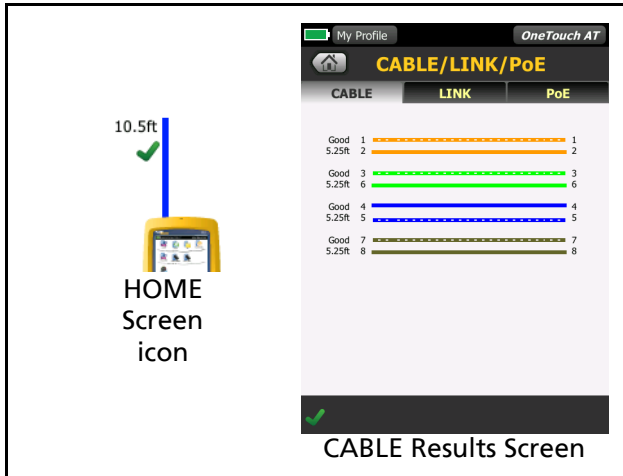 My Profile
OneTouch AT
CABLE/LINK/PoE
CABLE LINK PoE
10.5ft
Good 1 1
5.25ft 2 2
Good 3 3
5.25ft 6 6
Good 4 4
5.25ft 5 5
Good 7 7
5.25ft 8 8
HOME
Screen
icon
CABLE Results Screen